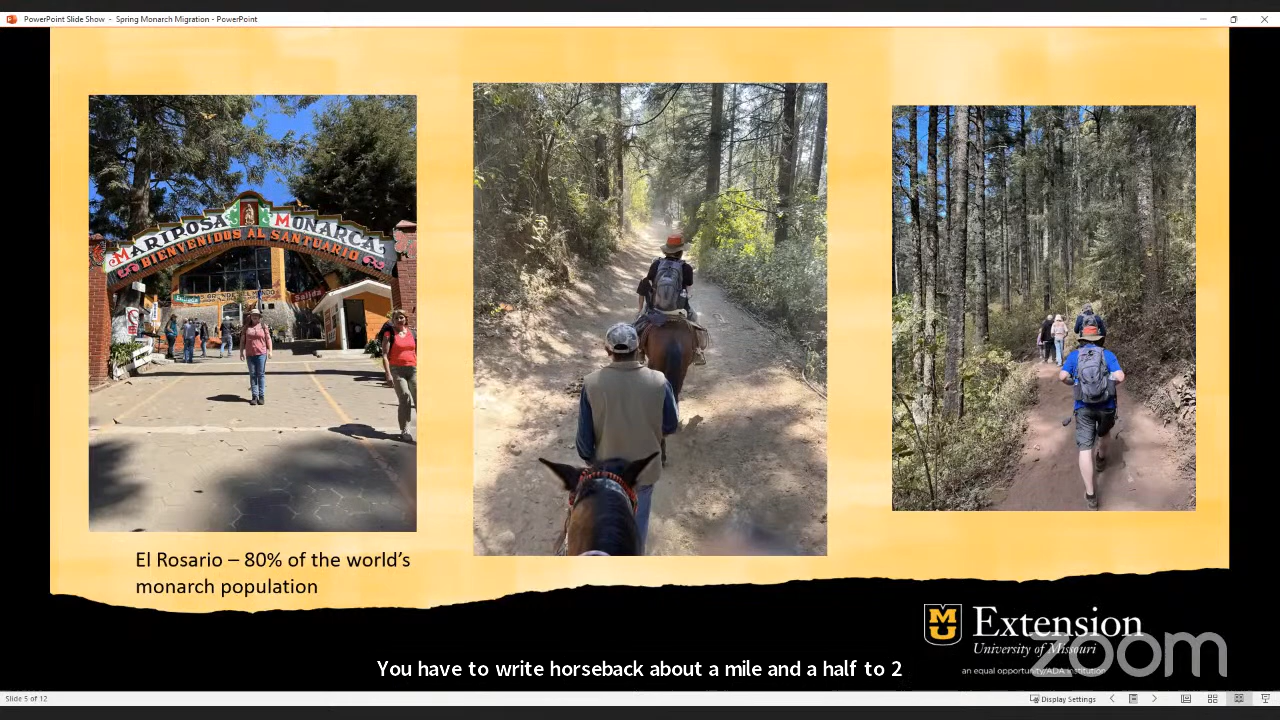 PowerPoint Slide Show - Spring Monarch Migration - PowerPoint
MARIPOSA MONARCA
BIENVENIDOS AL SANTUARIO
Salida
El Rosario – 80% of the world's
monarch population
MU
Extension
University of Missouri
an equal opportunity/ADA institution
zoom
You have to write horseback about a mile and a half to 2
Slide 5 of 12
Display Settings